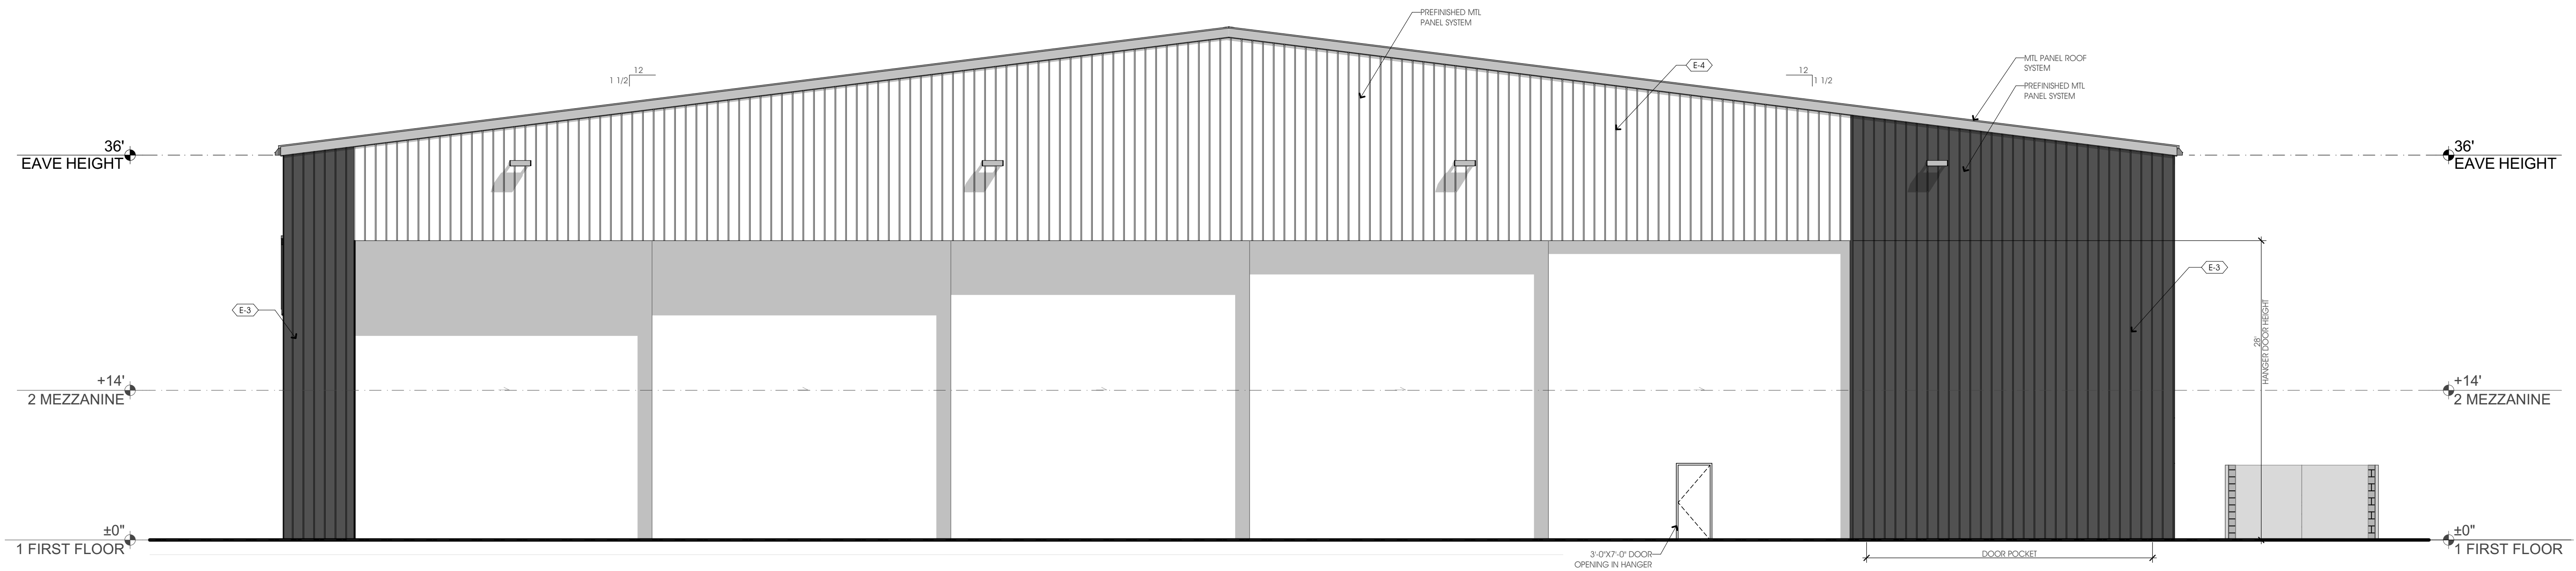 PREFINISHED MTL
PANEL SYSTEM
12
1 1/2
E-4
12
1 1/2
MTL PANEL ROOF
SYSTEM
PREFINISHED MTL
PANEL SYSTEM
36'
EAVE HEIGHT
36'
EAVE HEIGHT
E-3
E-3
28'
HANGER DOOR HEIGHT
+14'
2 MEZZANINE
+14'
2 MEZZANINE
±0"
1 FIRST FLOOR
3'-0"X7'-0" DOOR
OPENING IN HANGER
DOOR POCKET
±0"
1 FIRST FLOOR